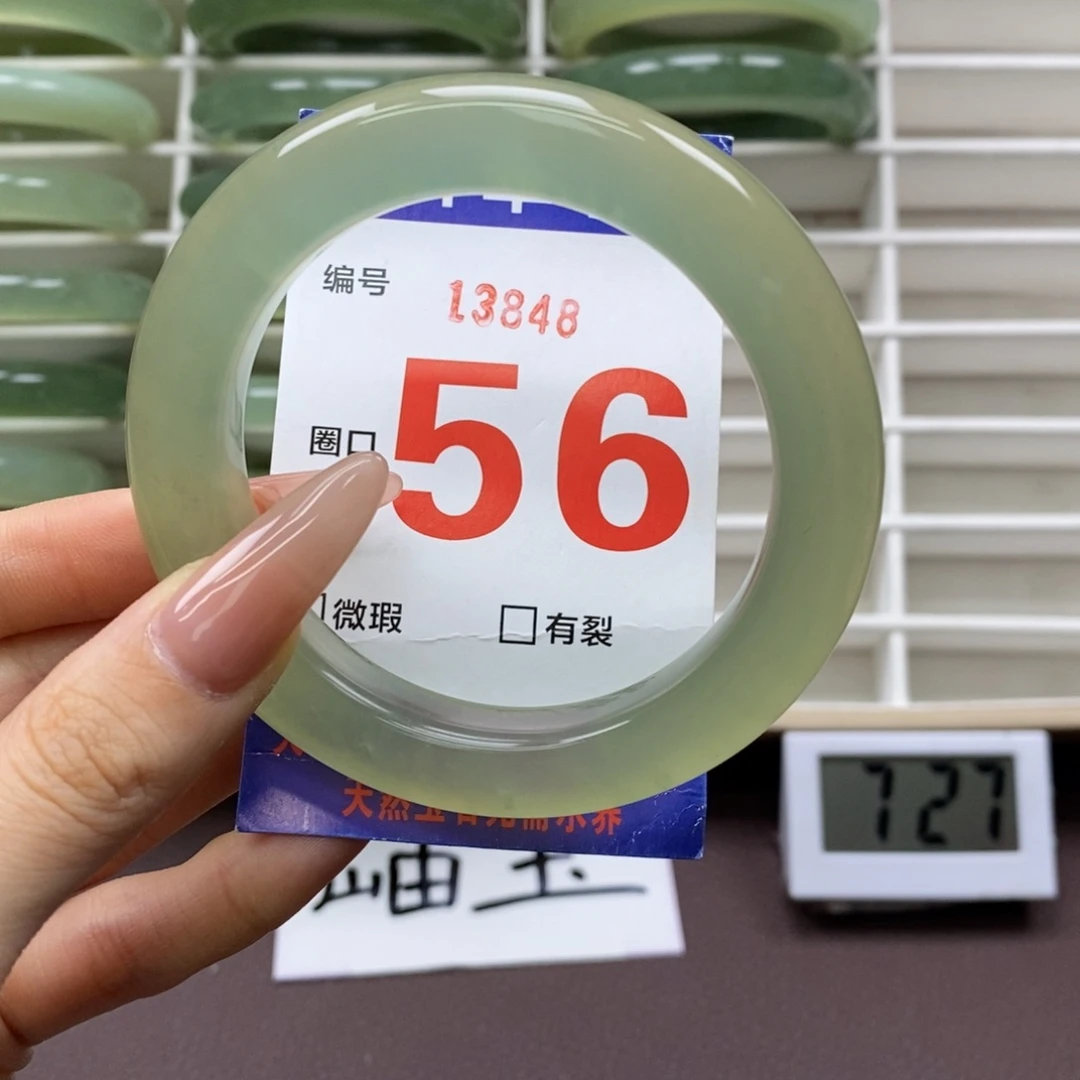 编号 13848
圈口 56
微瑕 有裂
岫玉
727